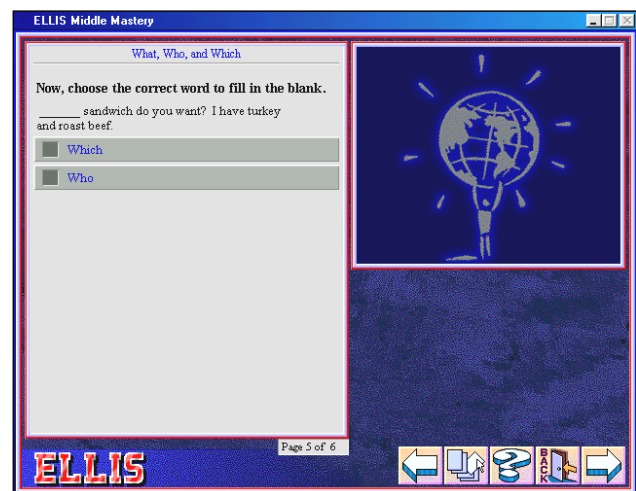 ELLIS Middle Mastery
What, Who, and Which
Now, choose the correct word to fill in the blank.
______ sandwich do you want? I have turkey
and roast beef.
Which
Who
Page 5 of 6
ELLIS
BACK